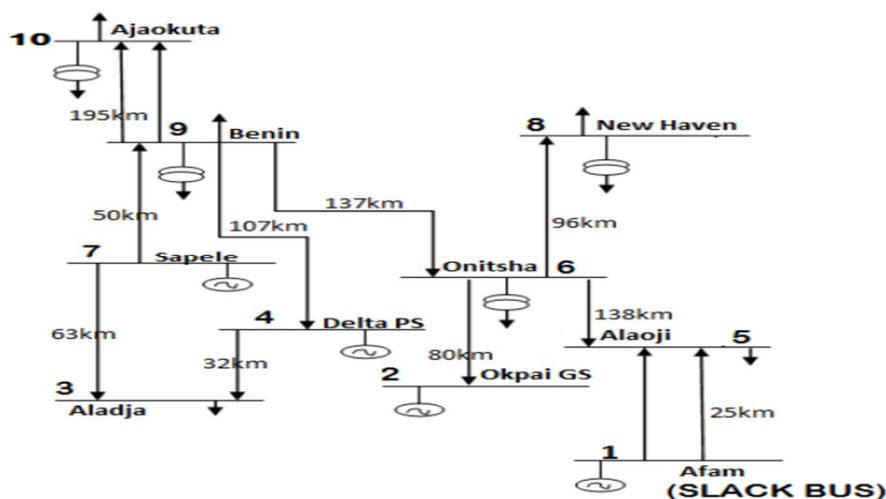 10 Ajaokuta
195km
9 Benin
8 New Haven
50km
107km
137km
96km
7 Sapele
Onitsha 6
63km
4 Delta PS
138km
Alaoji 5
32km
80km
2 Okpai GS
3 Aladja
25km
1 Afam
(SLACK BUS)